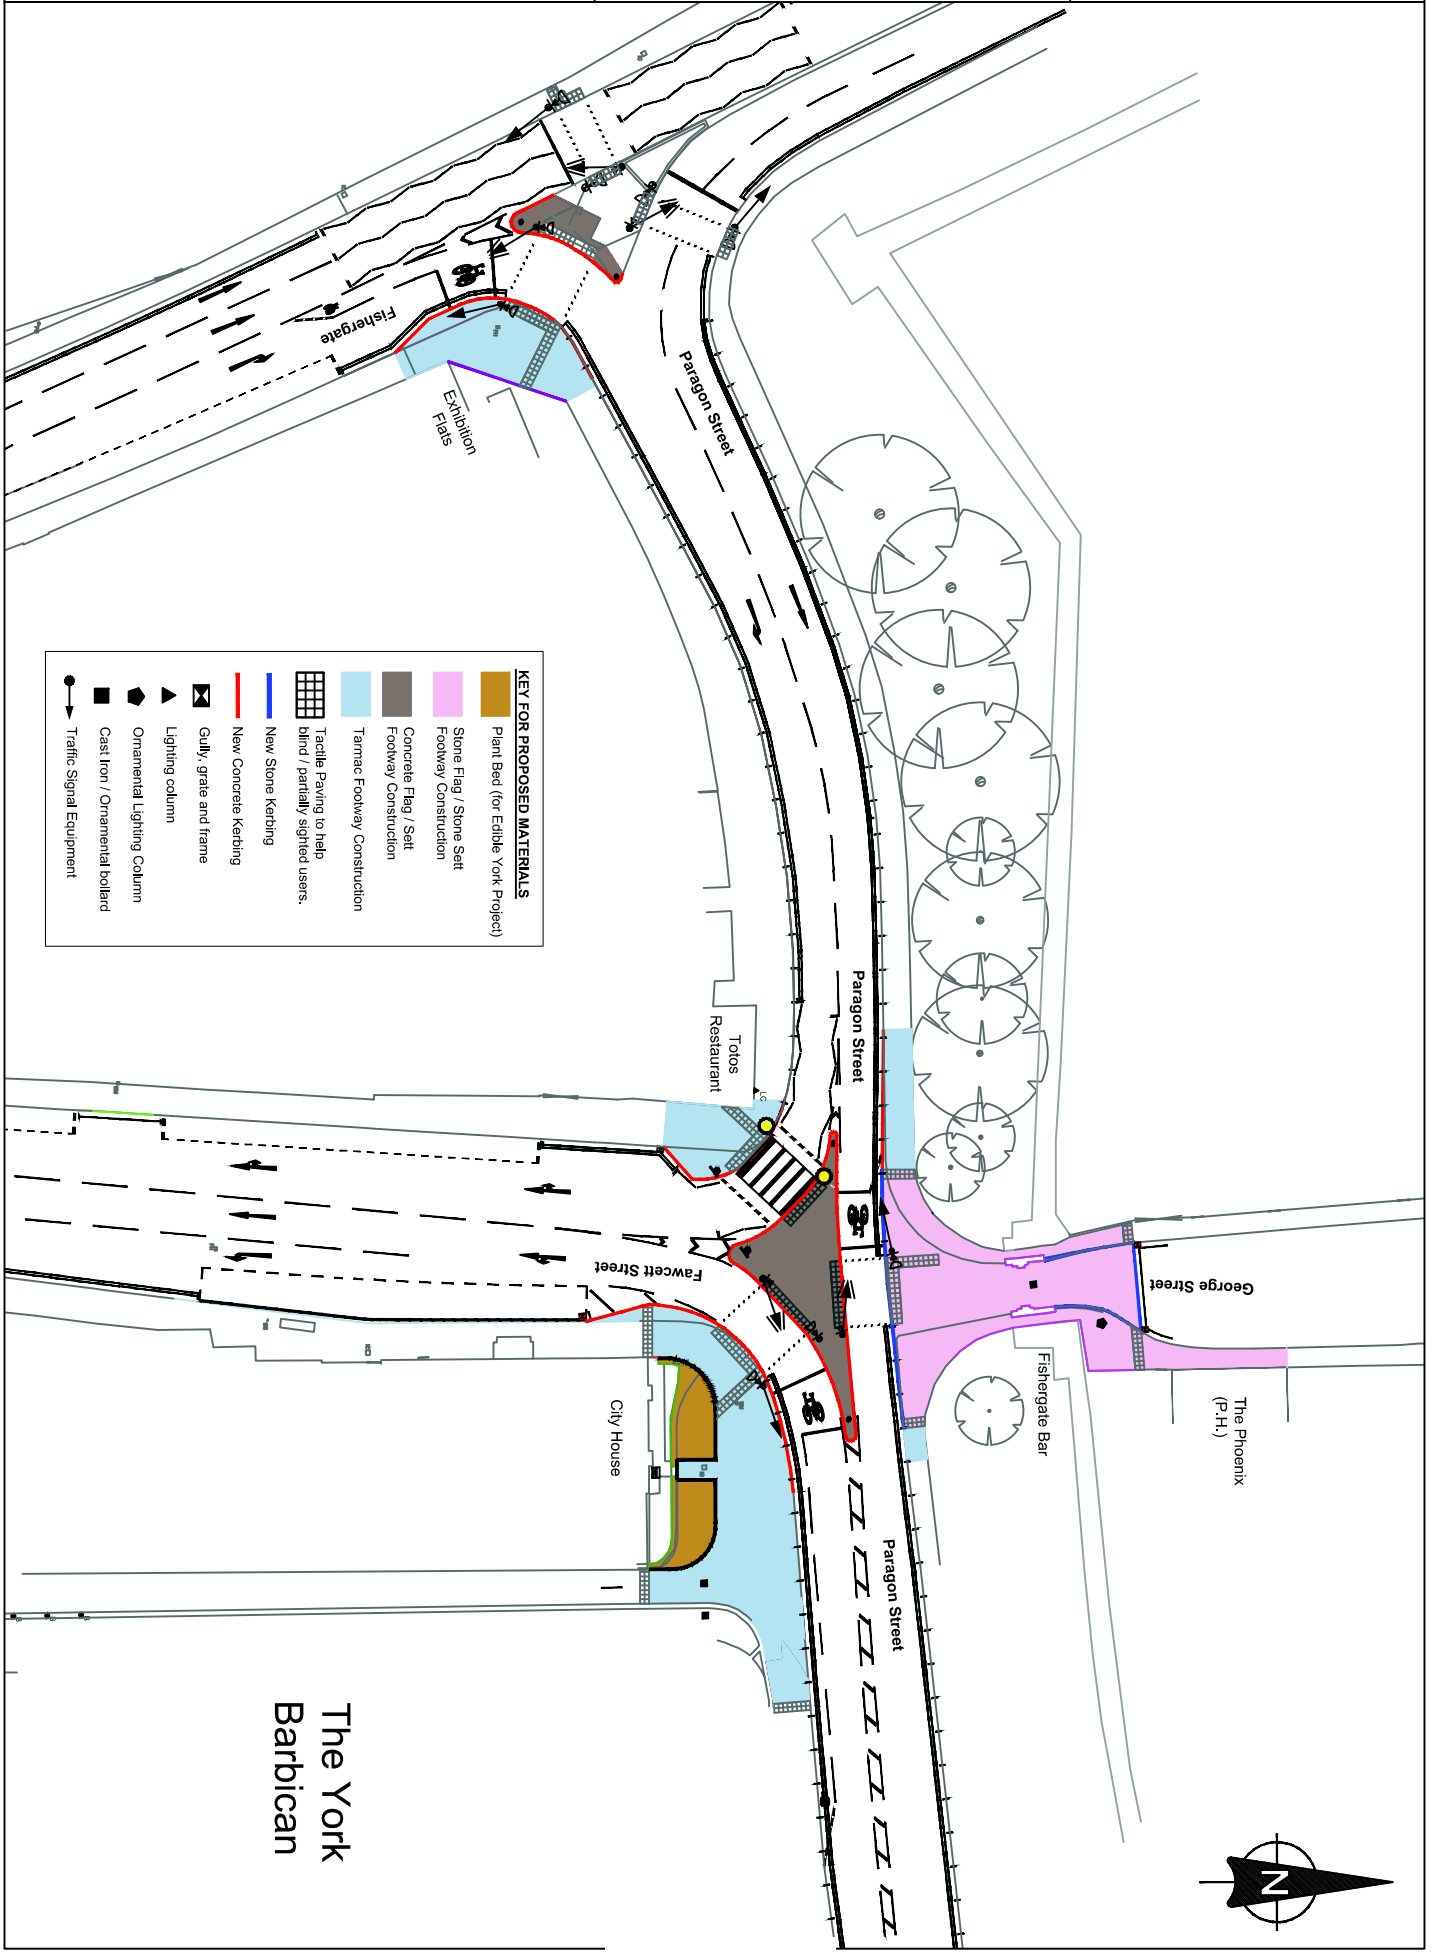 Fishergate
Exhibition
Flats
Paragon Street
Paragon Street
Totos
Restaurant
LC
Fawcett Street
George Street
The Phoenix
(P.H.)
Fishergate Bar
City House
Paragon Street
The York
Barbican
N
KEY FOR PROPOSED MATERIALS
Plant Bed (for Edible York Project)
Stone Flag / Stone Sett
Footway Construction
Concrete Flag / Sett
Footway Construction
Tarmac Footway Construction
Tactile Paving to help
blind / partially sighted users.
New Stone Kerbing
New Concrete Kerbing
Gully, grate and frame
Lighting column
Ornamental Lighting Column
Cast Iron / Ornamental bollard
Traffic Signal Equipment